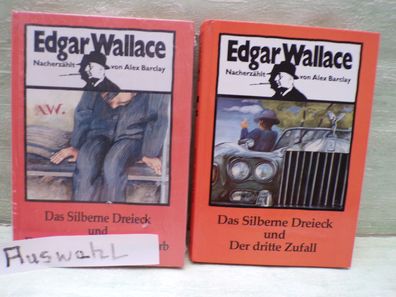 Edgar Wallace
Nacherzählt von Alex Barclay
A.W.
Das Silberne Dreieck
und
rb
Auswahl
Edgar Wallace
Nacherzählt von Alex Barclay
Das Silberne Dreieck
und
Der dritte Zufall